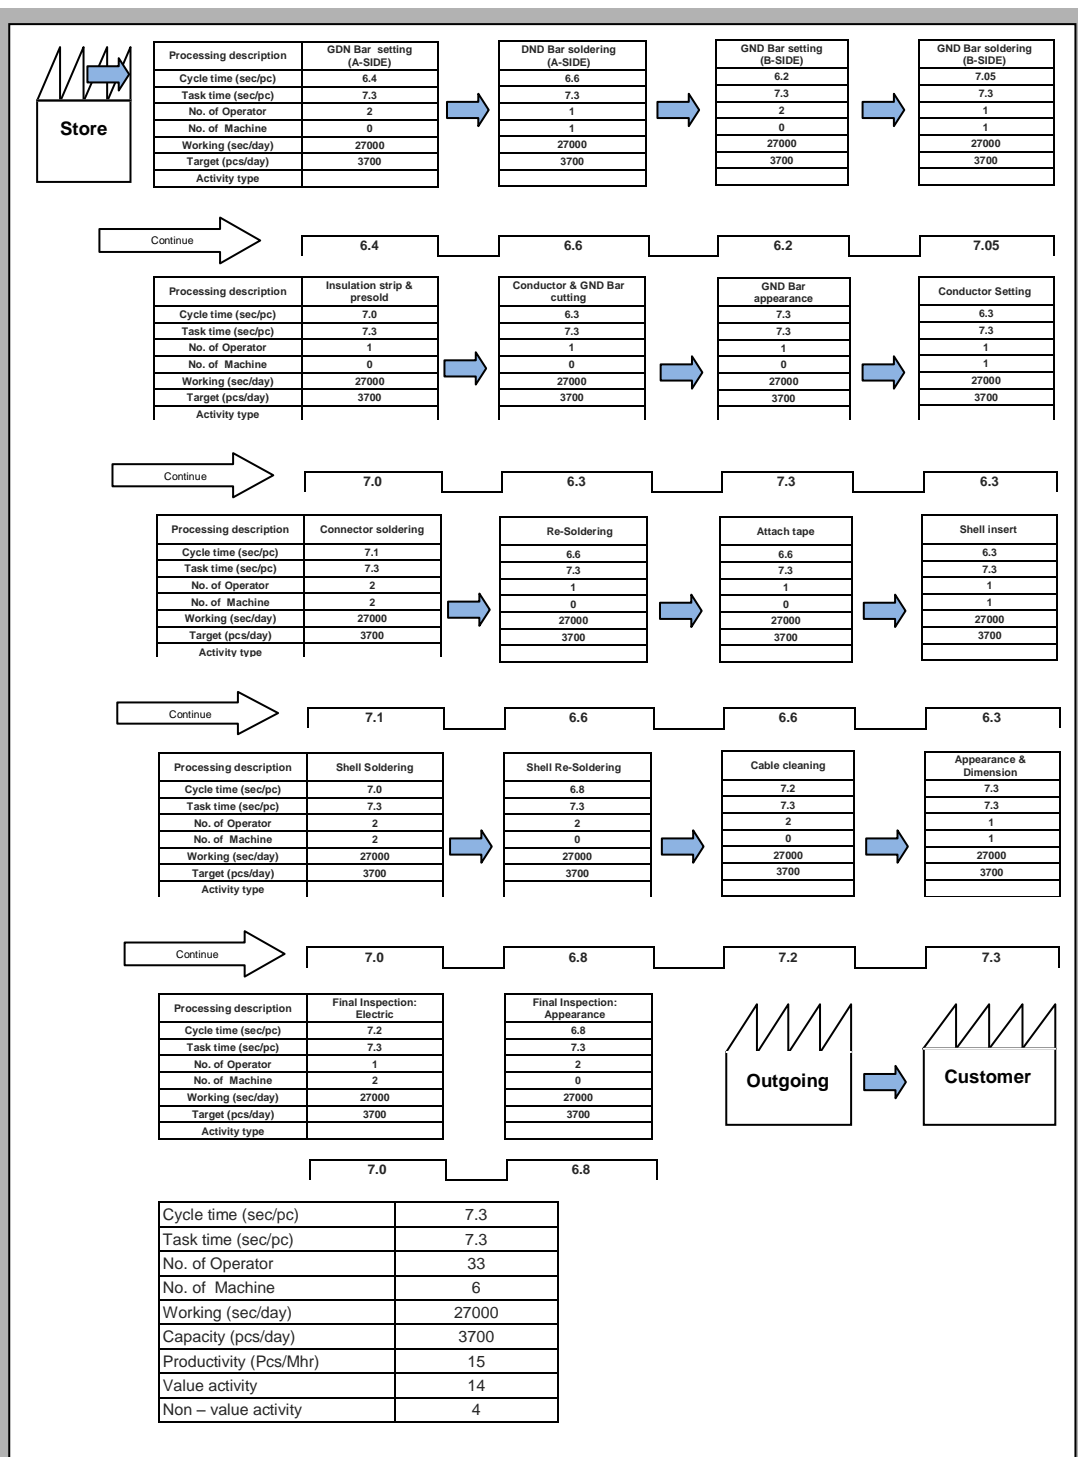 Store
Processing description | GDN Bar setting (A-SIDE) | DND Bar soldering (A-SIDE) | GND Bar setting (B-SIDE) | GND Bar soldering (B-SIDE)
Cycle time (sec/pc) | 6.4 | 6.6 | 6.2 | 7.05
Task time (sec/pc) | 7.3 | 7.3 | 7.3 | 7.3
No. of Operator | 2 | 1 | 2 | 1
No. of Machine | 0 | 1 | 0 | 1
Working (sec/day) | 27000 | 27000 | 27000 | 27000
Target (pcs/day) | 3700 | 3700 | 3700 | 3700
Activity type
Continue | 6.4 | 6.6 | 6.2 | 7.05
Processing description | Insulation strip & presold | Conductor & GND Bar cutting | GND Bar appearance | Conductor Setting
Cycle time (sec/pc) | 7.0 | 6.3 | 7.3 | 6.3
Task time (sec/pc) | 7.3 | 7.3 | 7.3 | 7.3
No. of Operator | 1 | 1 | 1 | 1
No. of Machine | 0 | 0 | 0 | 1
Working (sec/day) | 27000 | 27000 | 27000 | 27000
Target (pcs/day) | 3700 | 3700 | 3700 | 3700
Activity type
Continue | 7.0 | 6.3 | 7.3 | 6.3
Processing description | Connector soldering | Re-Soldering | Attach tape | Shell insert
Cycle time (sec/pc) | 7.1 | 6.6 | 6.6 | 6.3
Task time (sec/pc) | 7.3 | 7.3 | 7.3 | 7.3
No. of Operator | 2 | 1 | 1 | 1
No. of Machine | 2 | 0 | 0 | 1
Working (sec/day) | 27000 | 27000 | 27000 | 27000
Target (pcs/day) | 3700 | 3700 | 3700 | 3700
Activity type
Continue | 7.1 | 6.6 | 6.6 | 6.3
Processing description | Shell Soldering | Shell Re-Soldering | Cable cleaning | Appearance & Dimension
Cycle time (sec/pc) | 7.0 | 6.8 | 7.2 | 7.3
Task time (sec/pc) | 7.3 | 7.3 | 7.3 | 7.3
No. of Operator | 2 | 2 | 2 | 1
No. of Machine | 2 | 0 | 0 | 1
Working (sec/day) | 27000 | 27000 | 27000 | 27000
Target (pcs/day) | 3700 | 3700 | 3700 | 3700
Activity type
Continue | 7.0 | 6.8 | 7.2 | 7.3
Processing description | Final Inspection: Electric | Final Inspection: Appearance
Cycle time (sec/pc) | 7.2 | 6.8
Task time (sec/pc) | 7.3 | 7.3
No. of Operator | 1 | 2
No. of Machine | 2 | 0
Working (sec/day) | 27000 | 27000
Target (pcs/day) | 3700 | 3700
Activity type
Outgoing
Customer
7.0 | 6.8
Cycle time (sec/pc) | 7.3
Task time (sec/pc) | 7.3
No. of Operator | 33
No. of Machine | 6
Working (sec/day) | 27000
Capacity (pcs/day) | 3700
Productivity (Pcs/Mhr) | 15
Value activity | 14
Non – value activity | 4